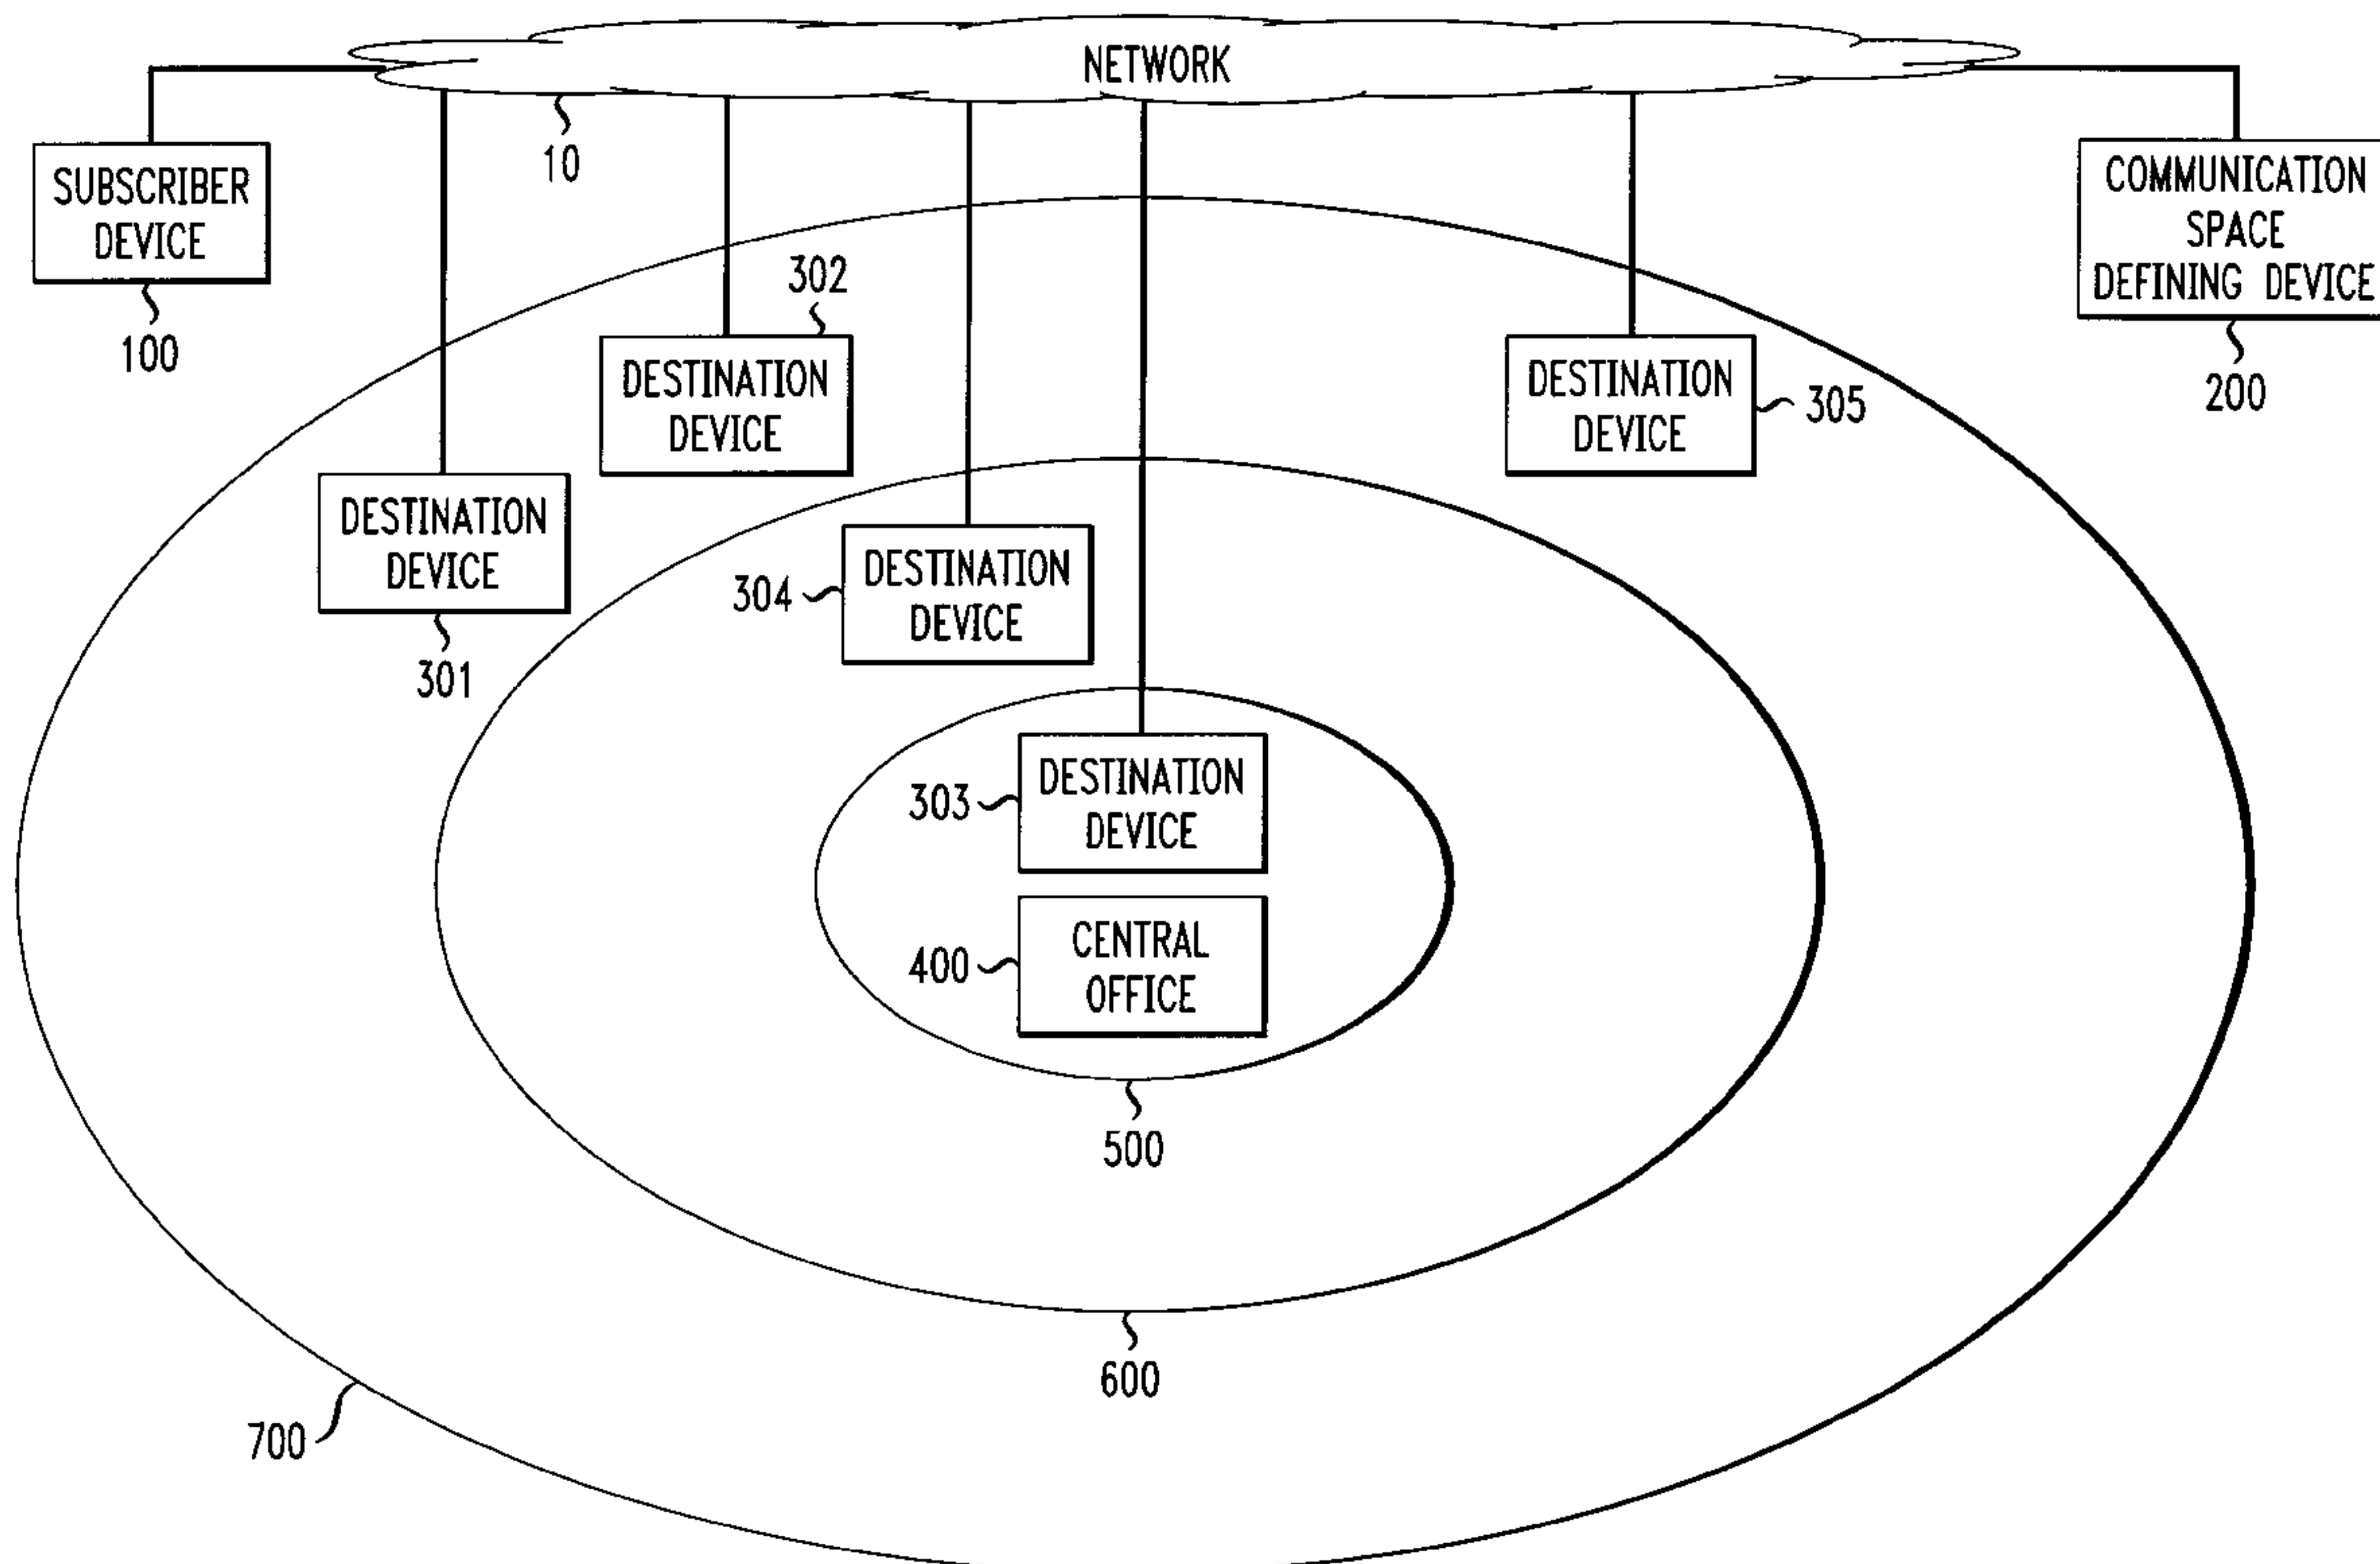 NETWORK
10
SUBSCRIBER
DEVICE
100
COMMUNICATION
SPACE
DEFINING DEVICE
200
302
DESTINATION
DEVICE
DESTINATION
DEVICE
305
DESTINATION
DEVICE
301
304
DESTINATION
DEVICE
303
DESTINATION
DEVICE
400
CENTRAL
OFFICE
500
600
700